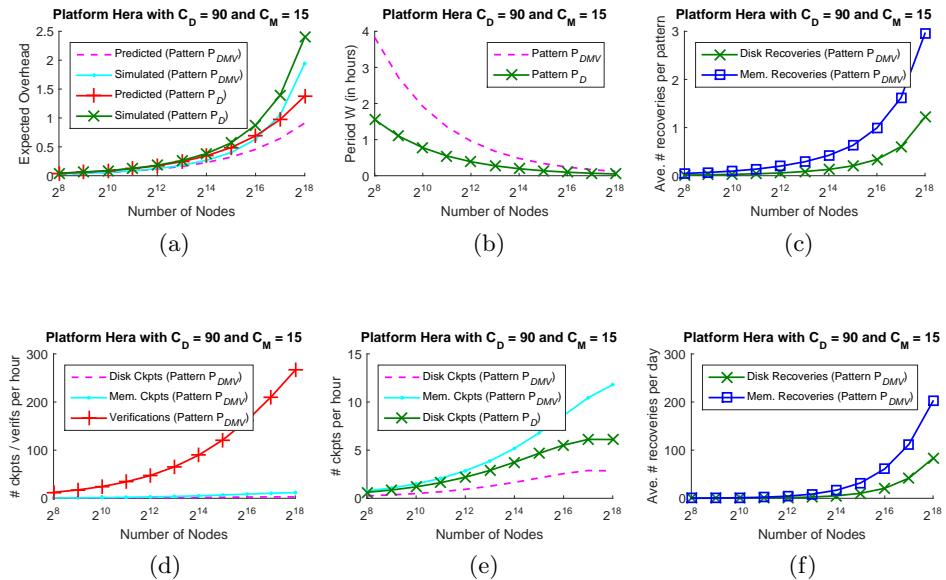 Platform Hera with C_D = 90 and C_M = 15
Expected Overhead
2.5
2
1.5
1
0.5
0
Predicted (Pattern P_DMV)
Simulated (Pattern P_DMV)
Predicted (Pattern P_D)
Simulated (Pattern P_D)
2^8 2^10 2^12 2^14 2^16 2^18
Number of Nodes
(a)
Platform Hera with C_D = 90 and C_M = 15
Period W (in hours)
4
3
2
1
0
Pattern P_DMV
Pattern P_D
2^8 2^10 2^12 2^14 2^16 2^18
Number of Nodes
(b)
Platform Hera with C_D = 90 and C_M = 15
Ave. # recoveries per pattern
3
2
1
0
Disk Recoveries (Pattern P_DMV)
Mem. Recoveries (Pattern P_DMV)
2^8 2^10 2^12 2^14 2^16 2^18
Number of Nodes
(c)
Platform Hera with C_D = 90 and C_M = 15
# ckpts / verifs per hour
300
200
100
0
Disk Ckpts (Pattern P_DMV)
Mem. Ckpts (Pattern P_DMV)
Verifications (Pattern P_DMV)
2^8 2^10 2^12 2^14 2^16 2^18
Number of Nodes
(d)
Platform Hera with C_D = 90 and C_M = 15
# ckpts per hour
15
10
5
0
Disk Ckpts (Pattern P_DMV)
Mem. Ckpts (Pattern P_DMV)
Disk Ckpts (Pattern P_D)
2^8 2^10 2^12 2^14 2^16 2^18
Number of Nodes
(e)
Platform Hera with C_D = 90 and C_M = 15
Ave. # recoveries per day
300
200
100
0
Disk Recoveries (Pattern P_DMV)
Mem. Recoveries (Pattern P_DMV)
2^8 2^10 2^12 2^14 2^16 2^18
Number of Nodes
(f)